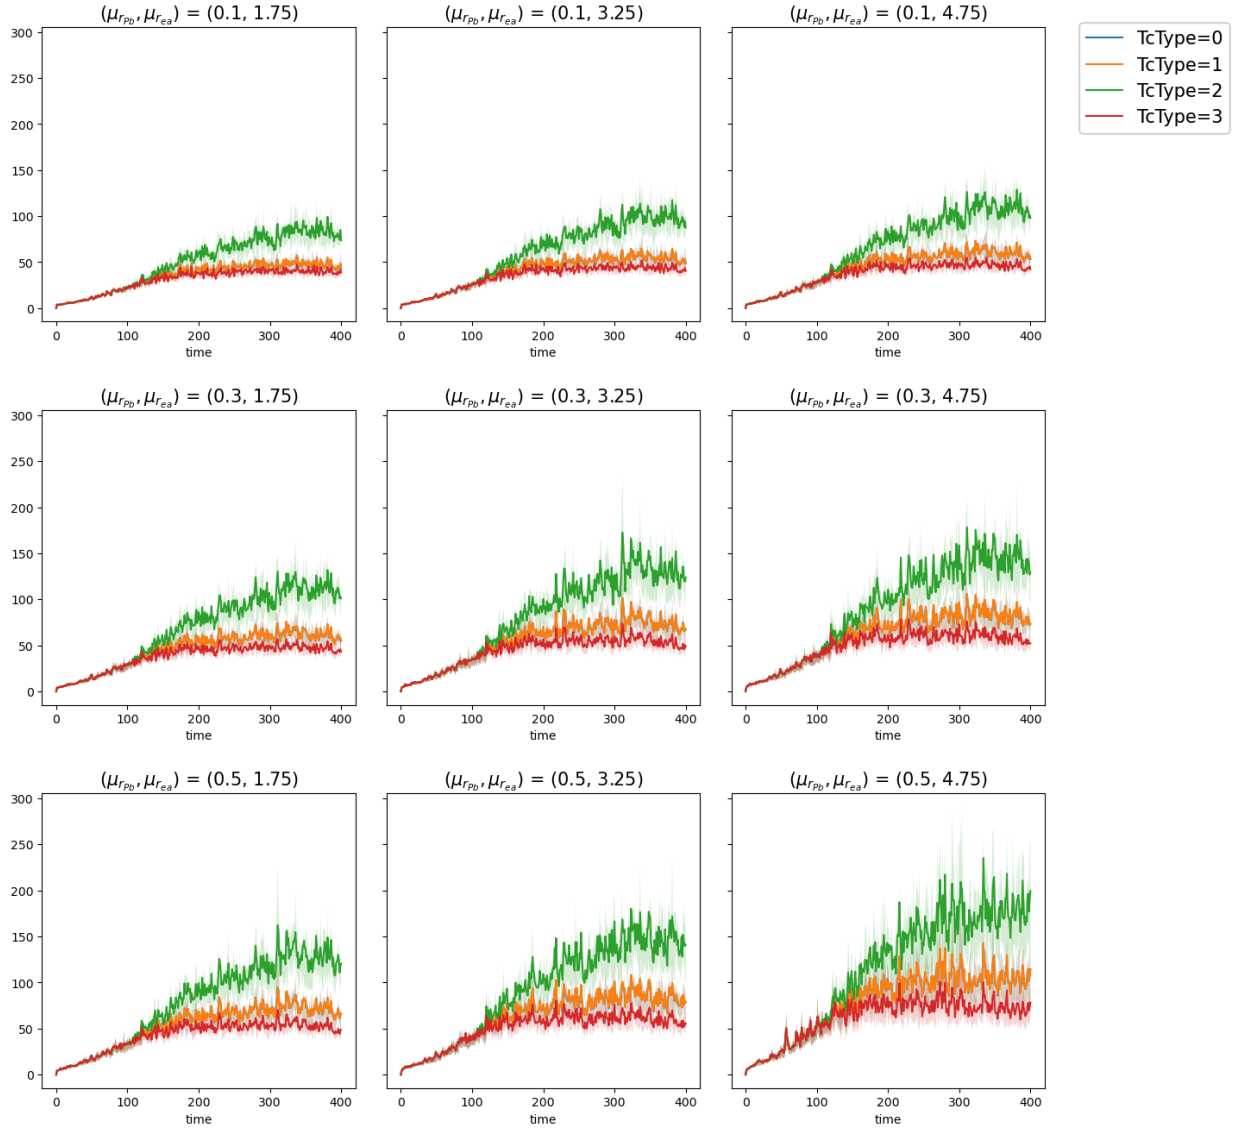 (μ_{r_{Pb}}, μ_{r_{ea}}) = (0.1, 1.75)
(μ_{r_{Pb}}, μ_{r_{ea}}) = (0.1, 3.25)
(μ_{r_{Pb}}, μ_{r_{ea}}) = (0.1, 4.75)
TcType=0
TcType=1
TcType=2
TcType=3
300
250
200
150
100
50
0
0 100 200 300 400
time
0 100 200 300 400
time
0 100 200 300 400
time
(μ_{r_{Pb}}, μ_{r_{ea}}) = (0.3, 1.75)
(μ_{r_{Pb}}, μ_{r_{ea}}) = (0.3, 3.25)
(μ_{r_{Pb}}, μ_{r_{ea}}) = (0.3, 4.75)
300
250
200
150
100
50
0
0 100 200 300 400
time
0 100 200 300 400
time
0 100 200 300 400
time
(μ_{r_{Pb}}, μ_{r_{ea}}) = (0.5, 1.75)
(μ_{r_{Pb}}, μ_{r_{ea}}) = (0.5, 3.25)
(μ_{r_{Pb}}, μ_{r_{ea}}) = (0.5, 4.75)
300
250
200
150
100
50
0
0 100 200 300 400
time
0 100 200 300 400
time
0 100 200 300 400
time